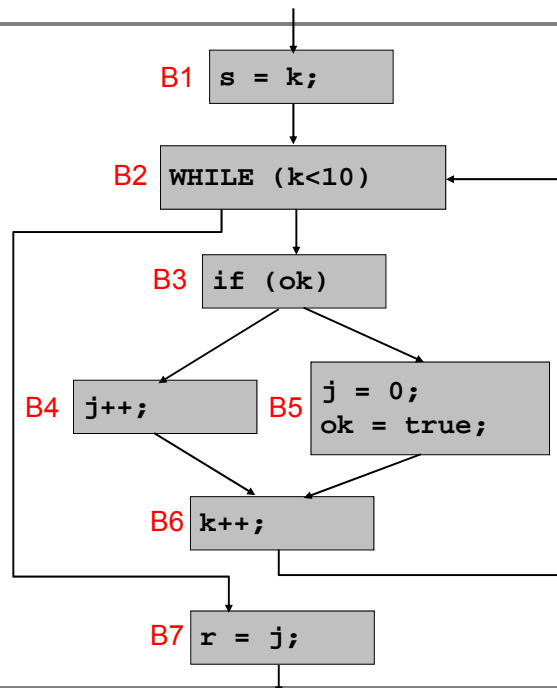 B1 s = k;
B2 WHILE (k<10)
B3 if (ok)
B4 j++;
B5 j = 0;
ok = true;
B6 k++;
B7 r = j;